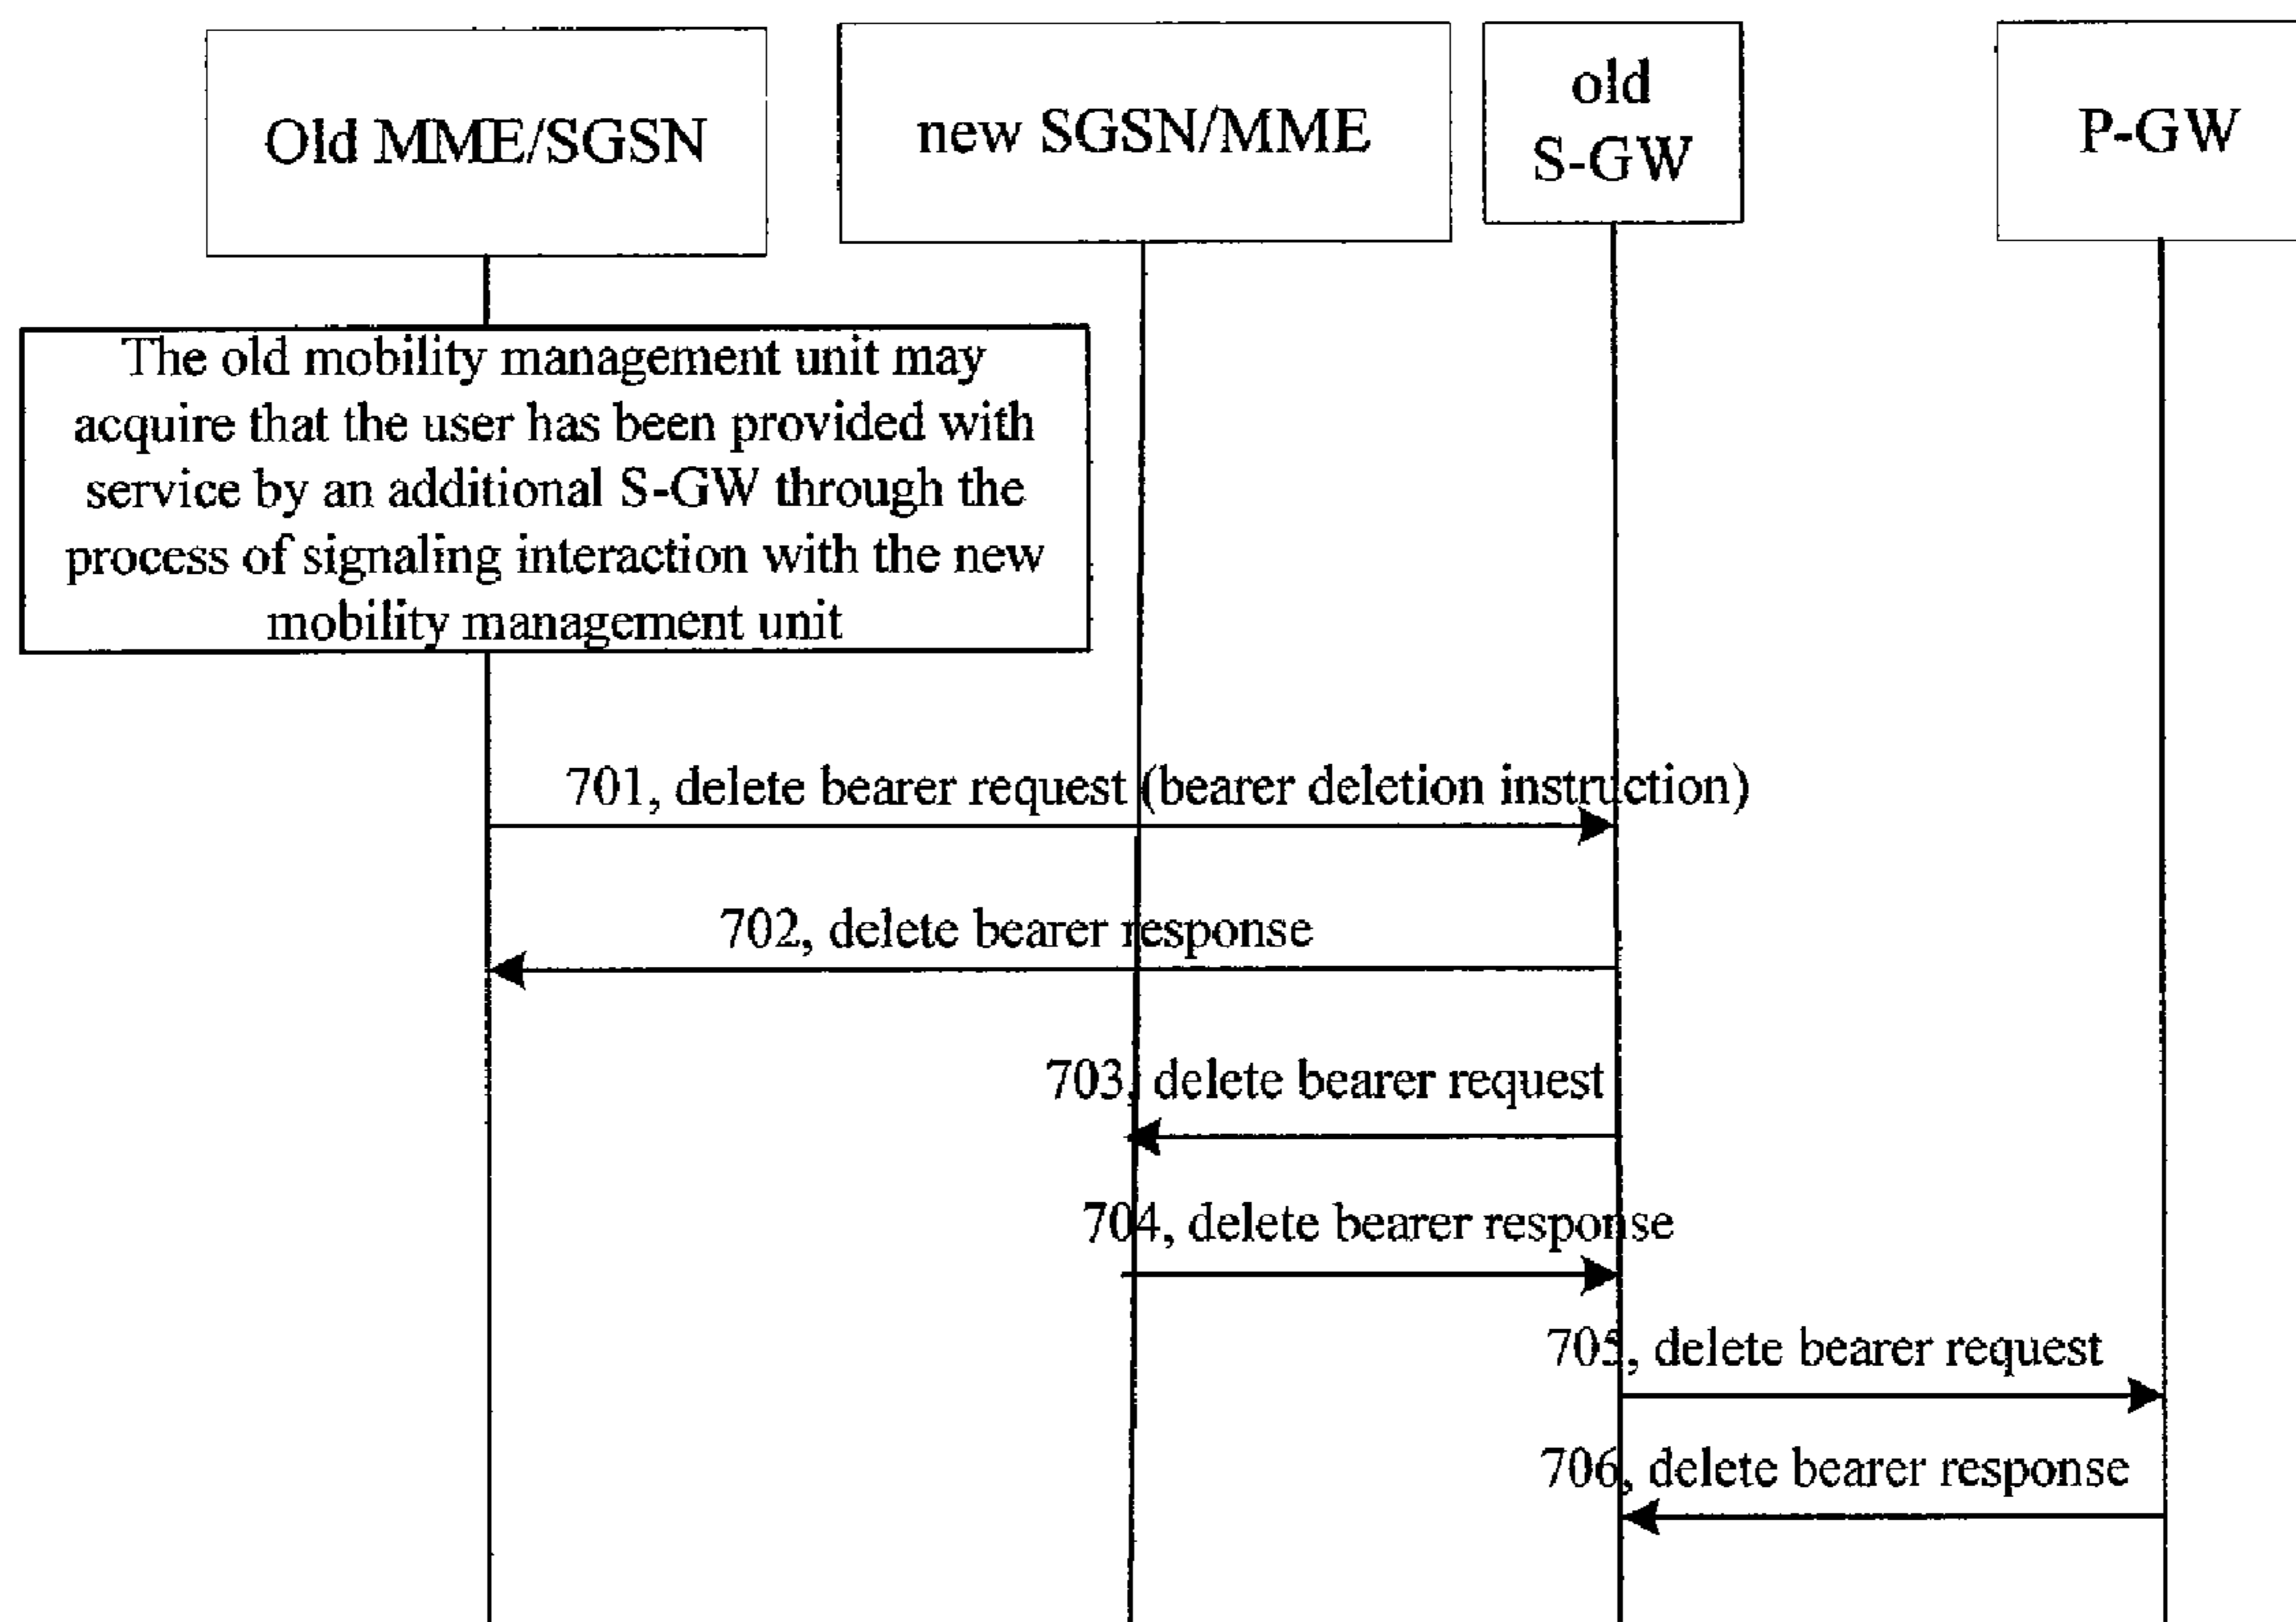 Old MME/SGSN
new SGSN/MME
old
S-GW
P-GW
The old mobility management unit may
acquire that the user has been provided with
service by an additional S-GW through the
process of signaling interaction with the new
mobility management unit
701, delete bearer request (bearer deletion instruction)
702, delete bearer response
703, delete bearer request
704, delete bearer response
705, delete bearer request
706, delete bearer response